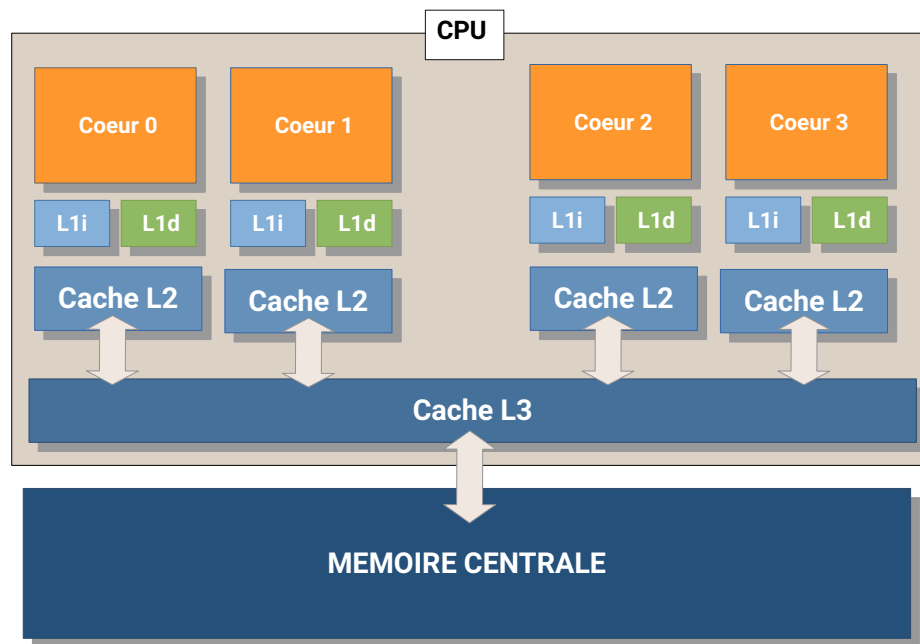 CPU
Coeur 0
Coeur 1
Coeur 2
Coeur 3
L1i
L1d
L1i
L1d
L1i
L1d
L1i
L1d
Cache L2
Cache L2
Cache L2
Cache L2
Cache L3
MEMOIRE CENTRALE